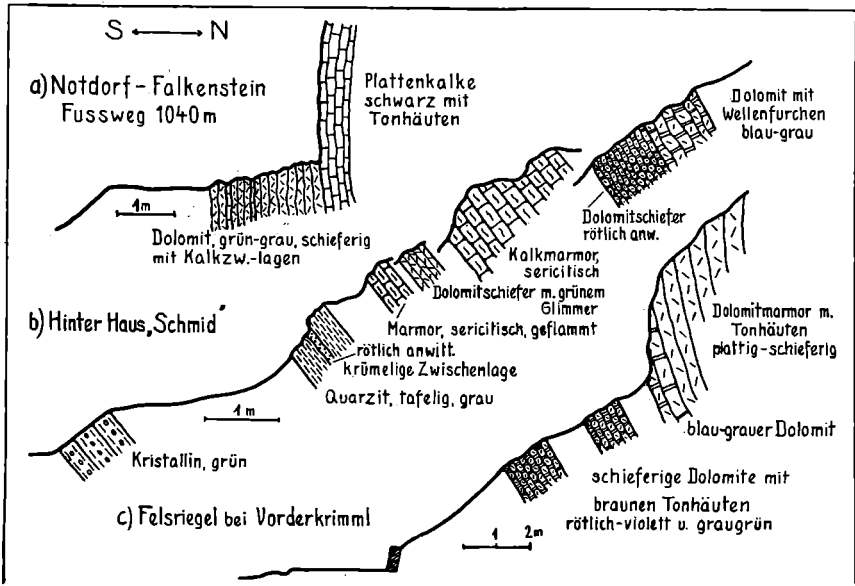 S ⟷ N
a) Notdorf – Falkenstein
Fussweg 1040 m
Plattenkalke
schwarz mit
Tonhäuten
1m
Dolomit, grün-grau, schieferig
mit Kalkzw.-lagen
Dolomit mit
Wellenfurchen
blau-grau
Dolomitschiefer
rötlich anw.
Kalkmarmor,
sericitisch
Dolomitschiefer m. grünem
Glimmer
b) Hinter Haus „Schmid"
Marmor, sericitisch, geflammt
rötlich anwitt.
krümelige Zwischenlage
Quarzit, tafelig, grau
1m
Kristallin, grün
Dolomitmarmor m.
Tonhäuten
plattig-schieferig
blau-grauer Dolomit
schieferige Dolomite mit
braunen Tonhäuten
rötlich-violett u. graugrün
c) Felsriegel bei Vorderkrimml
1 2m